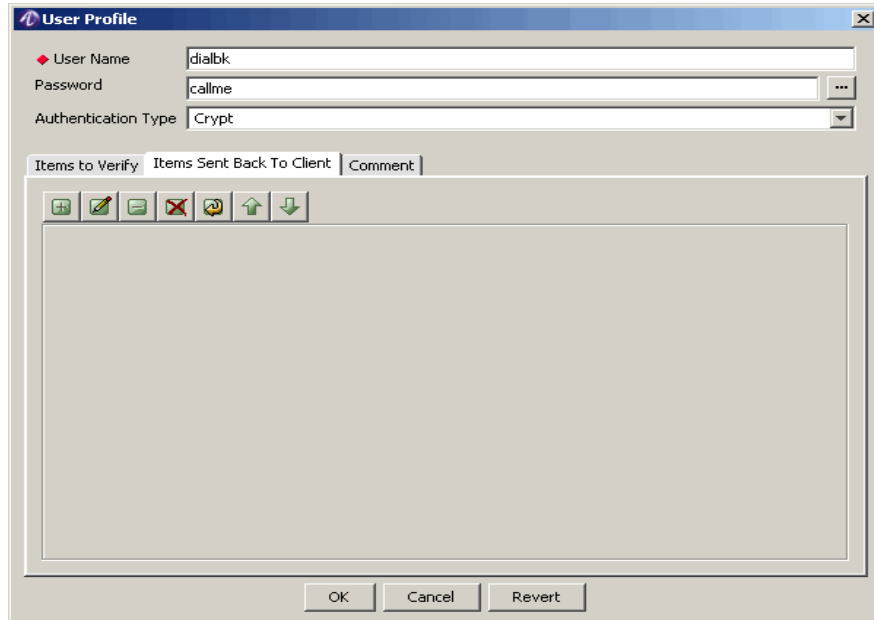 User Profile
User Name dialbk
Password callme ...
Authentication Type Crypt
Items to Verify Items Sent Back To Client Comment
OK Cancel Revert